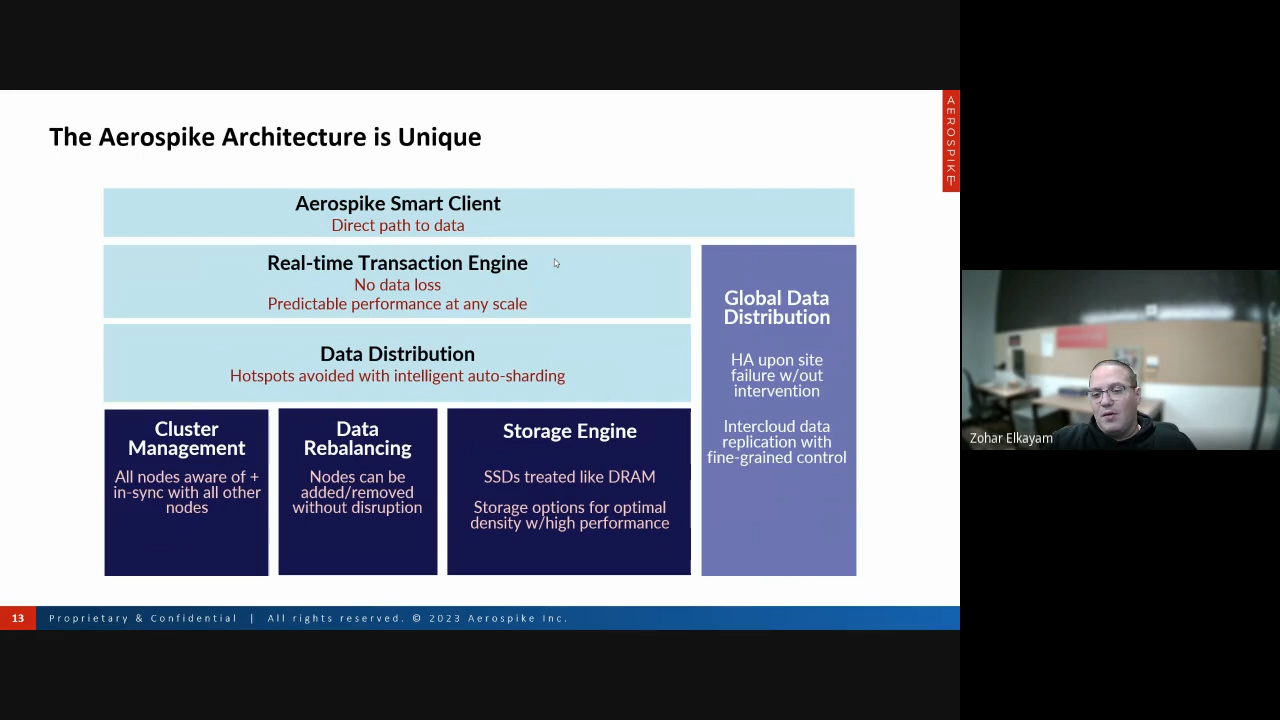 The Aerospike Architecture is Unique
AEROSPIKE
Aerospike Smart Client
Direct path to data
Real-time Transaction Engine
No data loss
Predictable performance at any scale
Data Distribution
Hotspots avoided with intelligent auto-sharding
Cluster
Management
All nodes aware of +
in-sync with all other
nodes
Data
Rebalancing
Nodes can be
added/removed
without disruption
Storage Engine
SSDs treated like DRAM
Storage options for optimal
density w/high performance
Global Data
Distribution
HA upon site
failure w/out
intervention
Intercloud data
replication with
fine-grained control
Zohar Elkayam
13
Proprietary & Confidential | All rights reserved. © 2023 Aerospike Inc.